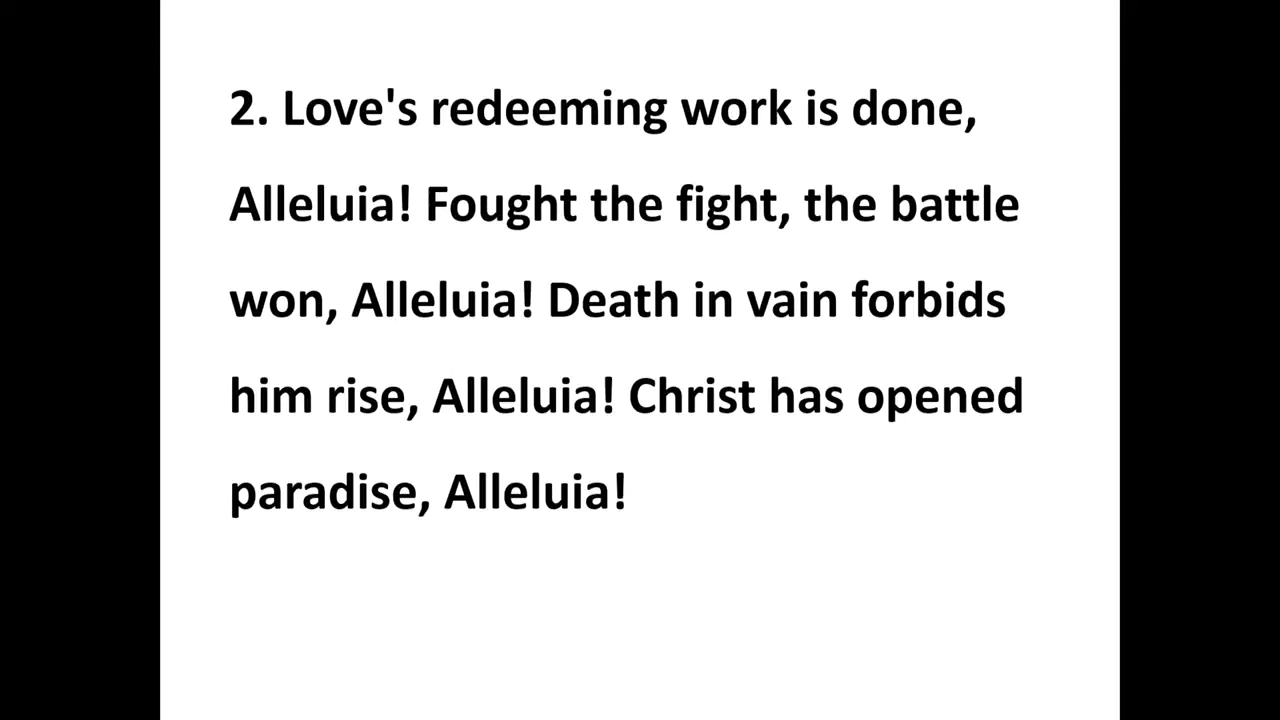 2. Love's redeeming work is done,
Alleluia! Fought the fight, the battle
won, Alleluia! Death in vain forbids
him rise, Alleluia! Christ has opened
paradise, Alleluia!